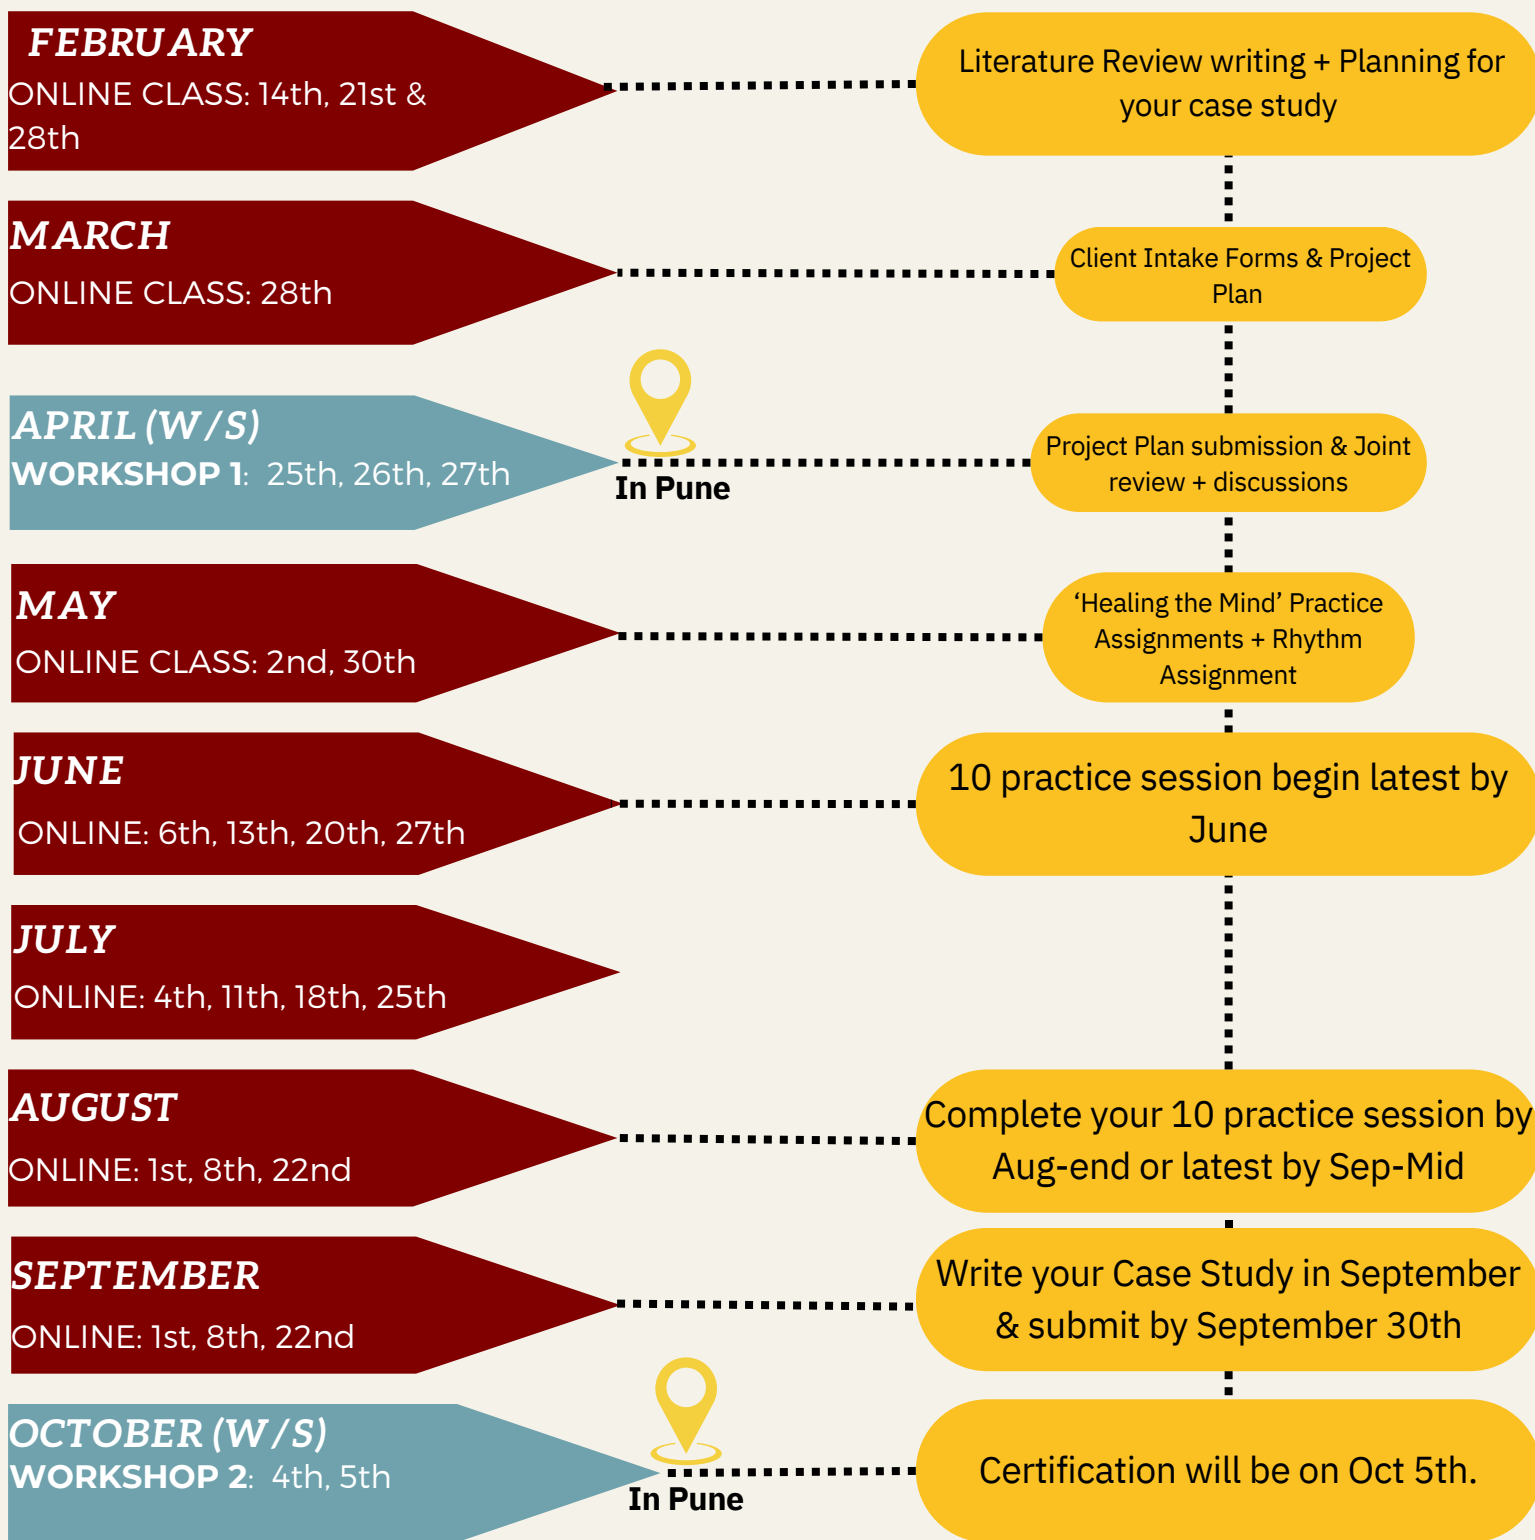 FEBRUARY
ONLINE CLASS: 14th, 21st &
28th
Literature Review writing + Planning for
your case study
MARCH
ONLINE CLASS: 28th
Client Intake Forms & Project
Plan
APRIL (W/S)
WORKSHOP 1: 25th, 26th, 27th
In Pune
Project Plan submission & Joint
review + discussions
MAY
ONLINE CLASS: 2nd, 30th
‘Healing the Mind’ Practice
Assignments + Rhythm
Assignment
JUNE
ONLINE: 6th, 13th, 20th, 27th
10 practice session begin latest by
June
JULY
ONLINE: 4th, 11th, 18th, 25th
AUGUST
ONLINE: 1st, 8th, 22nd
Complete your 10 practice session by
Aug-end or latest by Sep-Mid
SEPTEMBER
ONLINE: 1st, 8th, 22nd
Write your Case Study in September
& submit by September 30th
OCTOBER (W/S)
WORKSHOP 2: 4th, 5th
In Pune
Certification will be on Oct 5th.